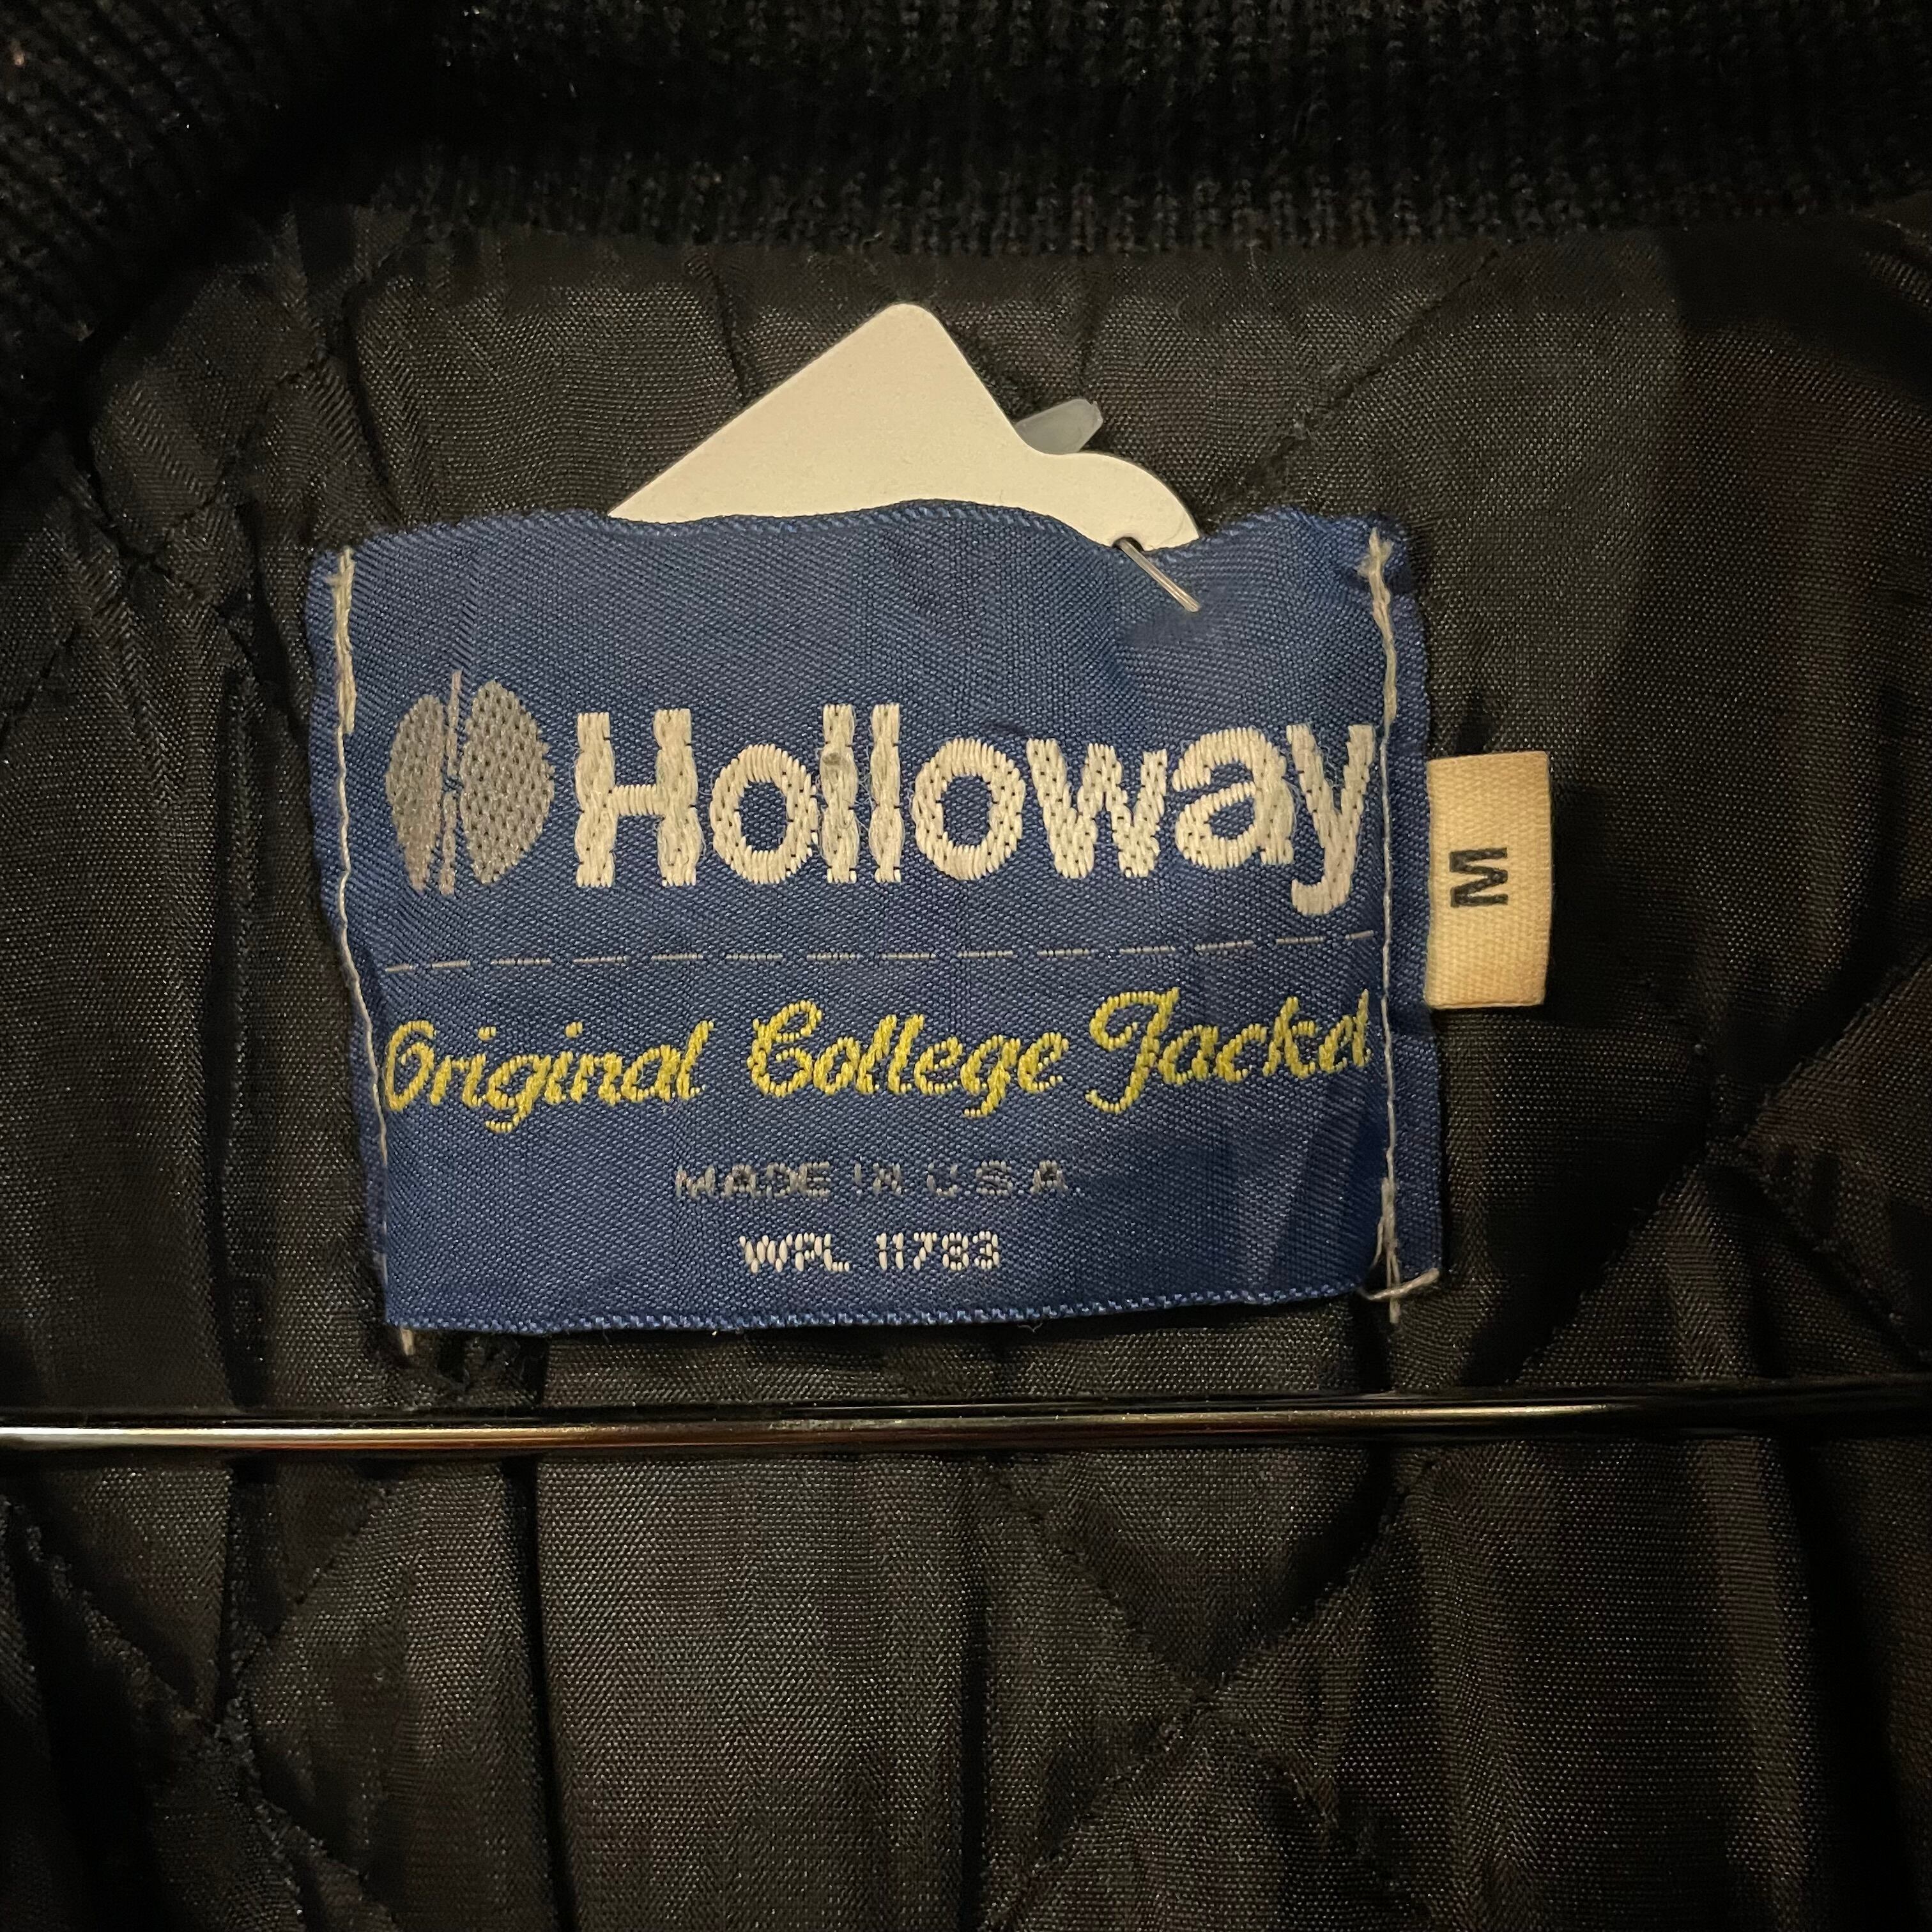 Holloway
M
Original College Jacket
MADE IN U.S.A.
WPL 11783